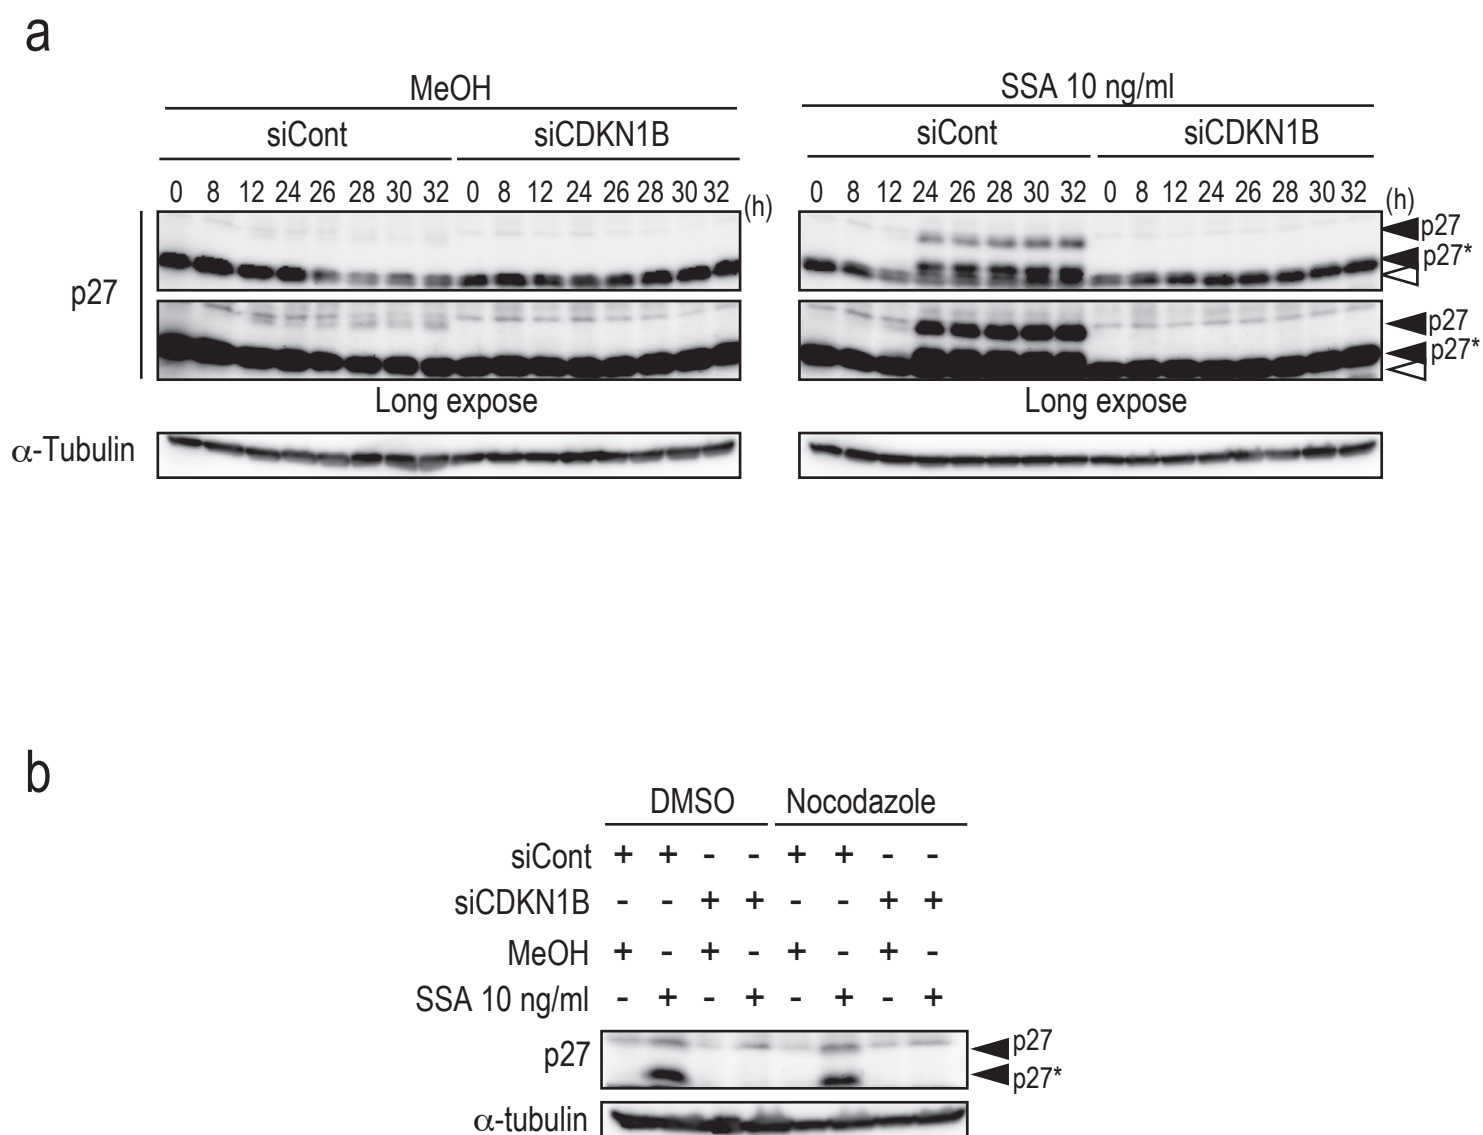 a
MeOH
SSA 10 ng/ml
siCont siCDKN1B
siCont siCDKN1B
0 8 12 24 26 28 30 32 0 8 12 24 26 28 30 32 (h)
0 8 12 24 26 28 30 32 0 8 12 24 26 28 30 32 (h)
p27
p27
p27*
p27
p27*
Long expose
Long expose
α-Tubulin
b
DMSO Nocodazole
siCont + + - - + + - -
siCDKN1B - - + + - - + +
MeOH + - + - + - + -
SSA 10 ng/ml - + - + - + - +
p27
p27
p27*
α-tubulin